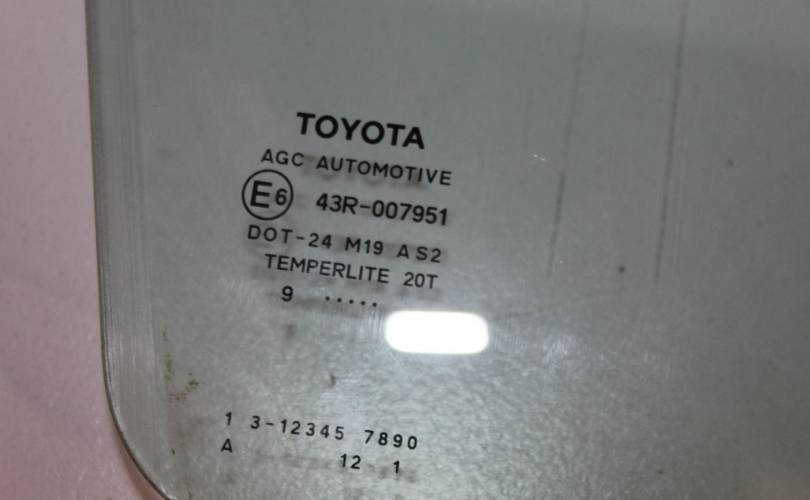 TOYOTA
AGC AUTOMOTIVE
E6 43R-007951
DOT-24 M19 AS2
TEMPERLITE 20T
9 .....
1 3-12345 7890
A 12 1